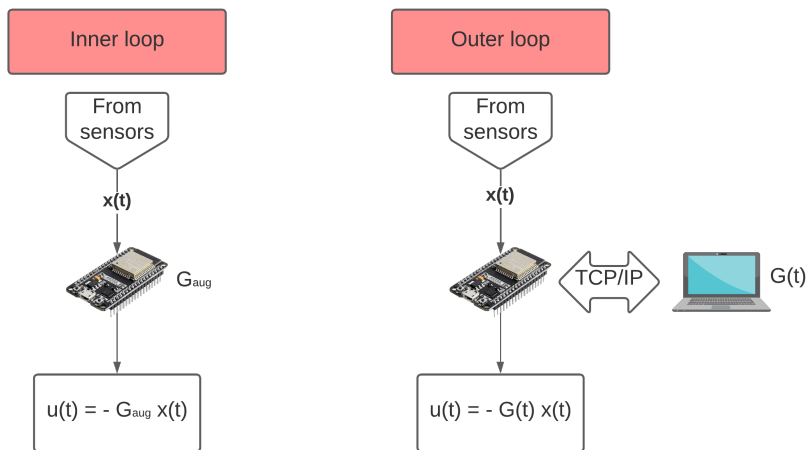 Inner loop
From
sensors
x(t)
Gaug
u(t) = - Gaug x(t)
Outer loop
From
sensors
x(t)
TCP/IP
G(t)
u(t) = - G(t) x(t)